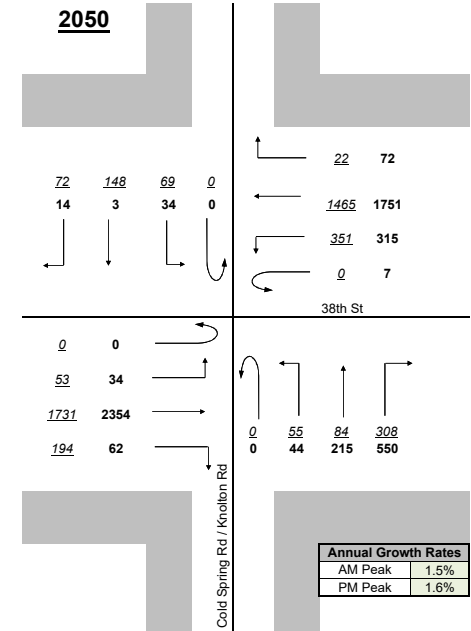 2050
22 72
72 148 69 0
14 3 34 0
1465 1751
351 315
0 7
38th St
0 0
53 34
1731 2354
194 62
0 55 84 308
0 44 215 550
Cold Spring Rd / Knolton Rd
Annual Growth Rates
AM Peak 1.5%
PM Peak 1.6%